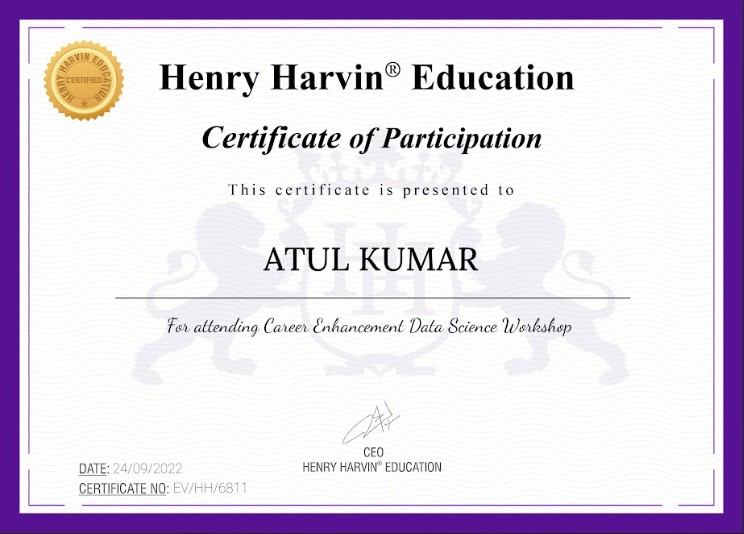 HENRY HARVIN EDUCATION
CERTIFIED
Henry Harvin® Education
Certificate of Participation
This certificate is presented to
HH
ATUL KUMAR
For attending Career Enhancement Data Science Workshop
CEO
HENRY HARVIN® EDUCATION
DATE: 24/09/2022
CERTIFICATE NO: EV/HH/6811